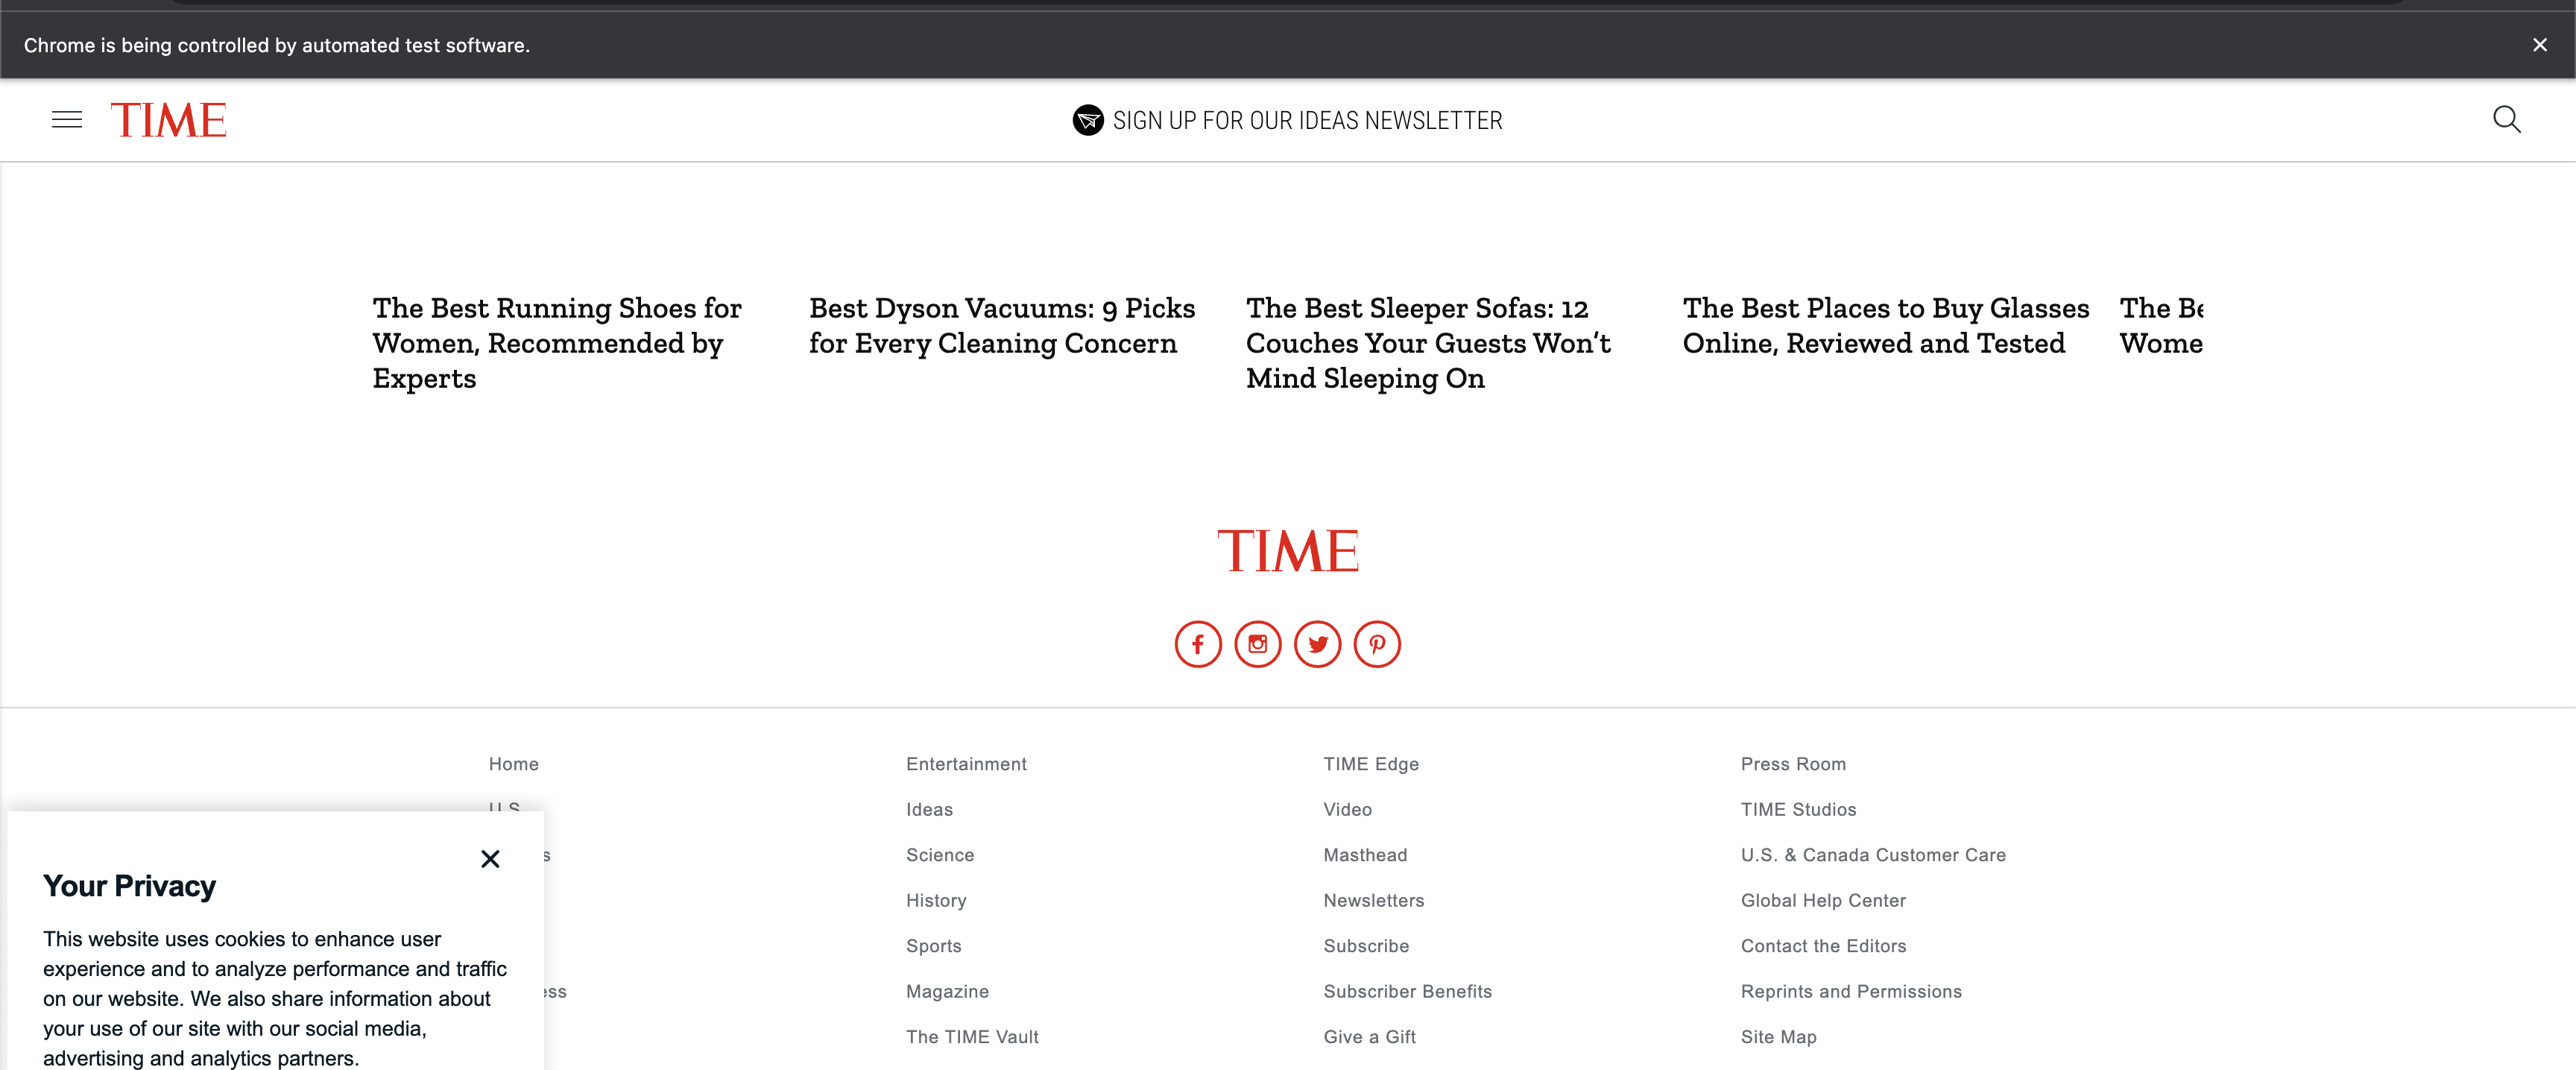 Chrome is being controlled by automated test software.
TIME
SIGN UP FOR OUR IDEAS NEWSLETTER
The Best Running Shoes for
Women, Recommended by
Experts
Best Dyson Vacuums: 9 Picks
for Every Cleaning Concern
The Best Sleeper Sofas: 12
Couches Your Guests Won't
Mind Sleeping On
The Best Places to Buy Glasses
Online, Reviewed and Tested
The Be
Wome
TIME
Home
U.S.
Entertainment
Ideas
Science
History
Sports
Magazine
The TIME Vault
TIME Edge
Video
Masthead
Newsletters
Subscribe
Subscriber Benefits
Give a Gift
Press Room
TIME Studios
U.S. & Canada Customer Care
Global Help Center
Contact the Editors
Reprints and Permissions
Site Map
Your Privacy
This website uses cookies to enhance user
experience and to analyze performance and traffic
on our website. We also share information about
your use of our site with our social media,
advertising and analytics partners.